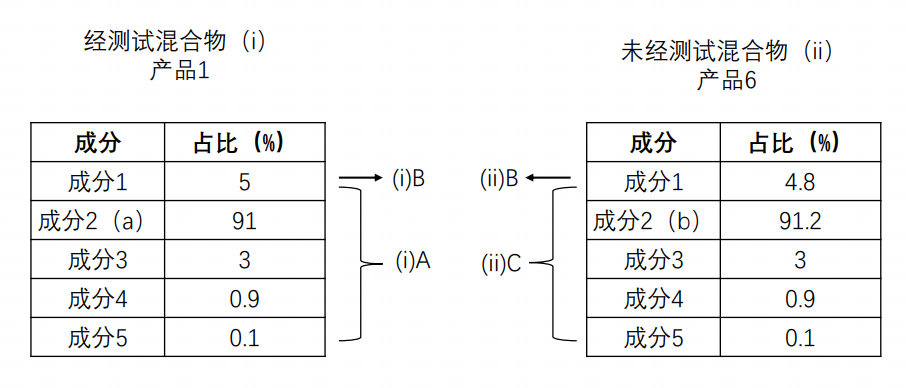 经测试混合物（i）
产品1
成分 占比（%）
成分1 5
成分2（a） 91
成分3 3
成分4 0.9
成分5 0.1
(i)B
(i)A
未经测试混合物（ii）
产品6
(ii)B
(ii)C
成分 占比（%）
成分1 4.8
成分2（b） 91.2
成分3 3
成分4 0.9
成分5 0.1